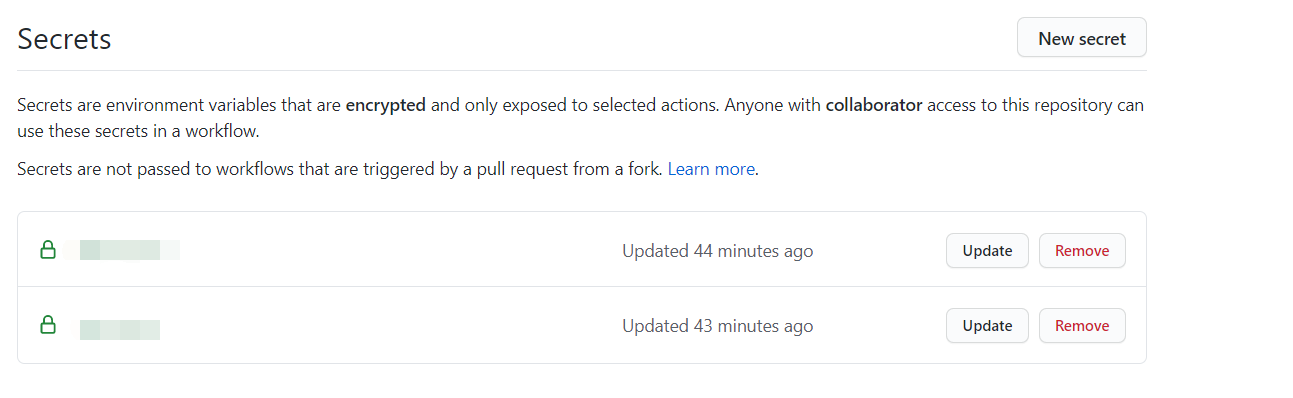 Secrets
New secret
Secrets are environment variables that are encrypted and only exposed to selected actions. Anyone with collaborator access to this repository can
use these secrets in a workflow.
Secrets are not passed to workflows that are triggered by a pull request from a fork. Learn more.
Updated 44 minutes ago
Update
Remove
Updated 43 minutes ago
Update
Remove